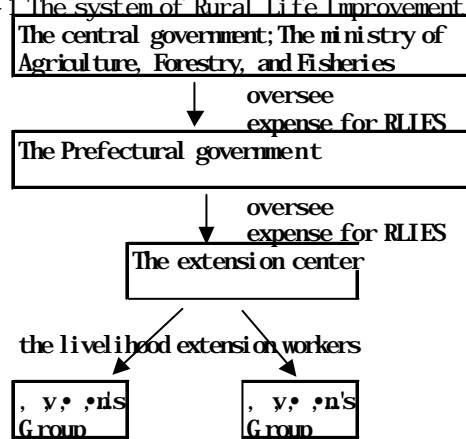 1 The system of Rural Life Improvement
The central government; The ministry of
Agriculture, Forestry, and Fisheries
oversee
expense for RLIES
The Prefectural government
oversee
expense for RLIES
The extension center
the livelihood extension workers
Group
Group